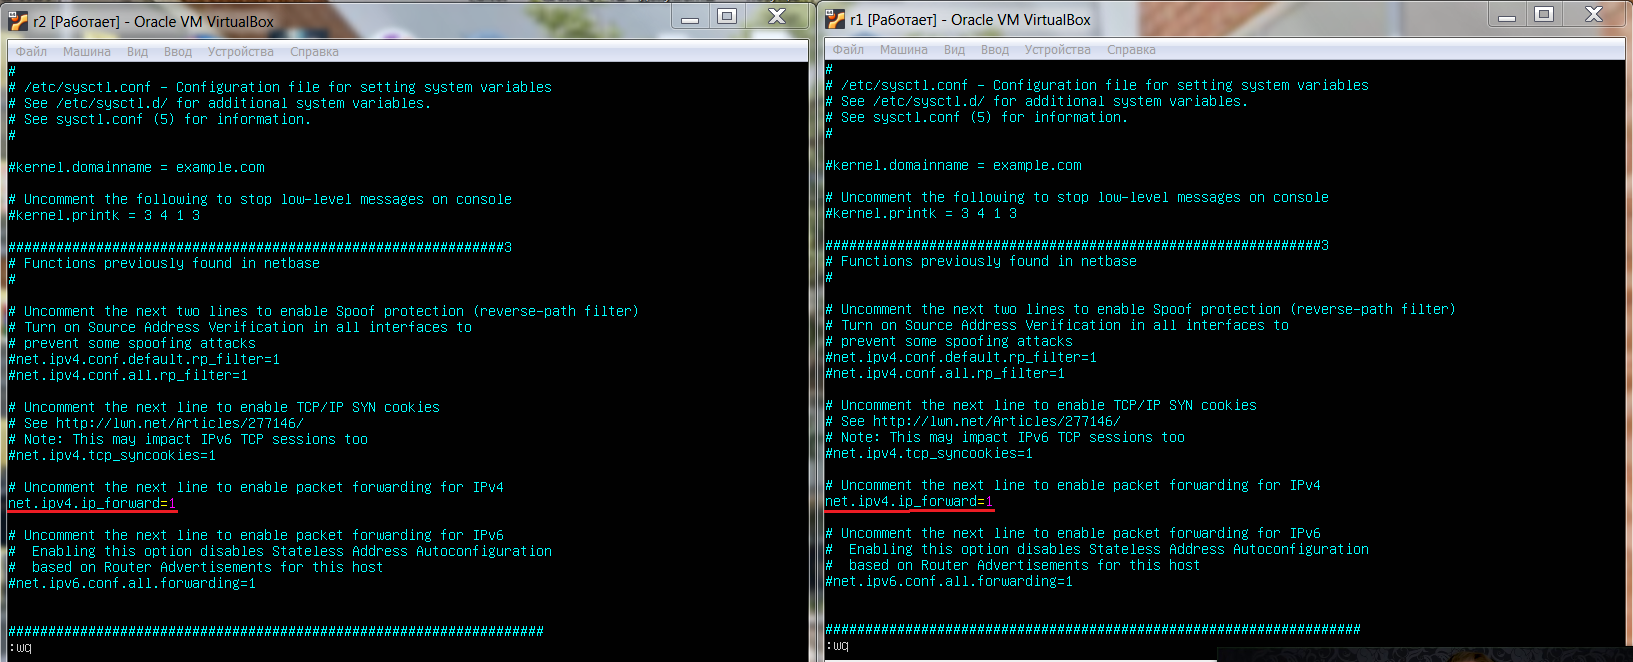 r2 [Работает] - Oracle VM VirtualBox
Файл Машина Вид Ввод Устройства Справка
#
# /etc/sysctl.conf - Configuration file for setting system variables
# See /etc/sysctl.d/ for additional system variables.
# See sysctl.conf (5) for information.
#
#kernel.domainname = example.com
# Uncomment the following to stop low-level messages on console
#kernel.printk = 3 4 1 3
##############################################################3
# Functions previously found in netbase
#
# Uncomment the next two lines to enable Spoof protection (reverse-path filter)
# Turn on Source Address Verification in all interfaces to
# prevent some spoofing attacks
#net.ipv4.conf.default.rp_filter=1
#net.ipv4.conf.all.rp_filter=1
# Uncomment the next line to enable TCP/IP SYN cookies
# See http://lwn.net/Articles/277146/
# Note: This may impact IPv6 TCP sessions too
#net.ipv4.tcp_syncookies=1
# Uncomment the next line to enable packet forwarding for IPv4
net.ipv4.ip_forward=1
# Uncomment the next line to enable packet forwarding for IPv6
#  Enabling this option disables Stateless Address Autoconfiguration
#  based on Router Advertisements for this host
#net.ipv6.conf.all.forwarding=1
###################################################################
:wq
r1 [Работает] - Oracle VM VirtualBox
Файл Машина Вид Ввод Устройства Справка
#
# /etc/sysctl.conf - Configuration file for setting system variables
# See /etc/sysctl.d/ for additional system variables.
# See sysctl.conf (5) for information.
#
#kernel.domainname = example.com
# Uncomment the following to stop low-level messages on console
#kernel.printk = 3 4 1 3
##############################################################3
# Functions previously found in netbase
#
# Uncomment the next two lines to enable Spoof protection (reverse-path filter)
# Turn on Source Address Verification in all interfaces to
# prevent some spoofing attacks
#net.ipv4.conf.default.rp_filter=1
#net.ipv4.conf.all.rp_filter=1
# Uncomment the next line to enable TCP/IP SYN cookies
# See http://lwn.net/Articles/277146/
# Note: This may impact IPv6 TCP sessions too
#net.ipv4.tcp_syncookies=1
# Uncomment the next line to enable packet forwarding for IPv4
net.ipv4.ip_forward=1
# Uncomment the next line to enable packet forwarding for IPv6
#  Enabling this option disables Stateless Address Autoconfiguration
#  based on Router Advertisements for this host
#net.ipv6.conf.all.forwarding=1
###################################################################
:wq